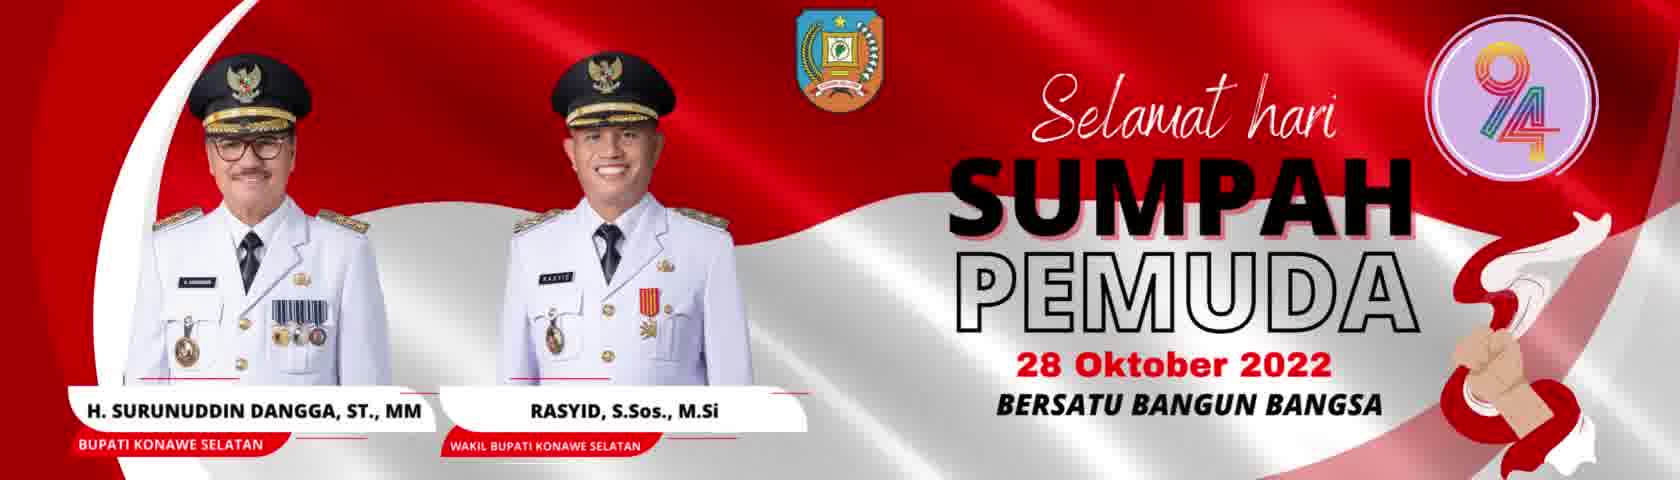 Selamat hari
SUMPAH
PEMUDA
28 Oktober 2022
BERSATU BANGUN BANGSA
94
RASYID
H. SURUNUDDIN DANGGA, ST., MM
BUPATI KONAWE SELATAN
RASYID, S.Sos., M.Si
WAKIL BUPATI KONAWE SELATAN